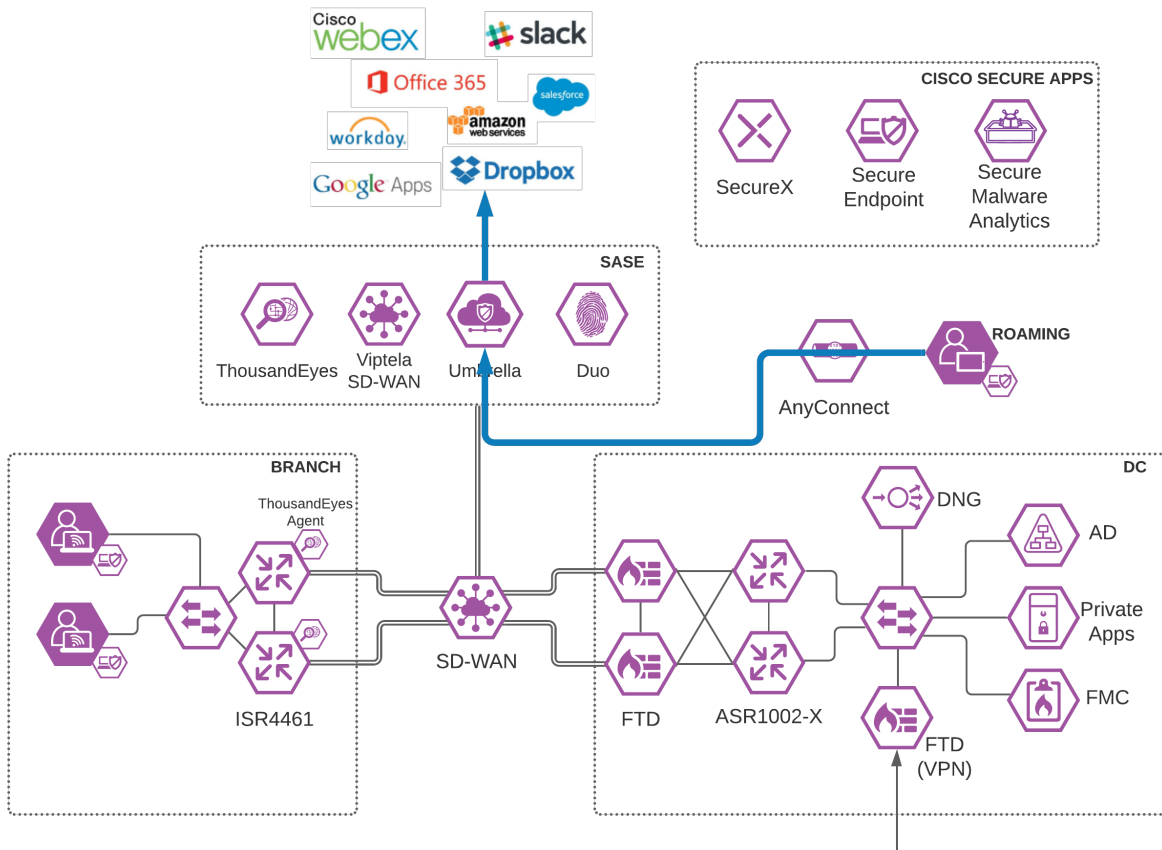 Cisco
webex
slack
Office 365
salesforce
amazon
web services
workday.
Google Apps
Dropbox
CISCO SECURE APPS
SecureX
Secure
Endpoint
Secure
Malware
Analytics
SASE
ThousandEyes
Viptela
SD-WAN
Umbrella
Duo
ROAMING
AnyConnect
BRANCH
ThousandEyes
Agent
ISR4461
SD-WAN
DC
DNG
AD
Private
Apps
FMC
FTD
ASR1002-X
FTD
(VPN)